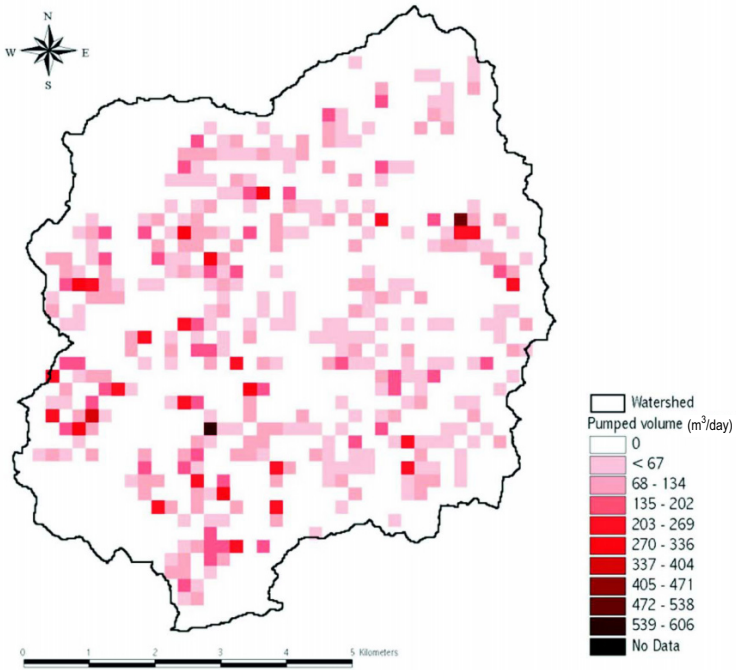 N
W E
S
Watershed
Pumped volume (m³/day)
0
< 67
68 - 134
135 - 202
203 - 269
270 - 336
337 - 404
405 - 471
472 - 538
539 - 606
No Data
0 1 2 3 4 5 Kilometers